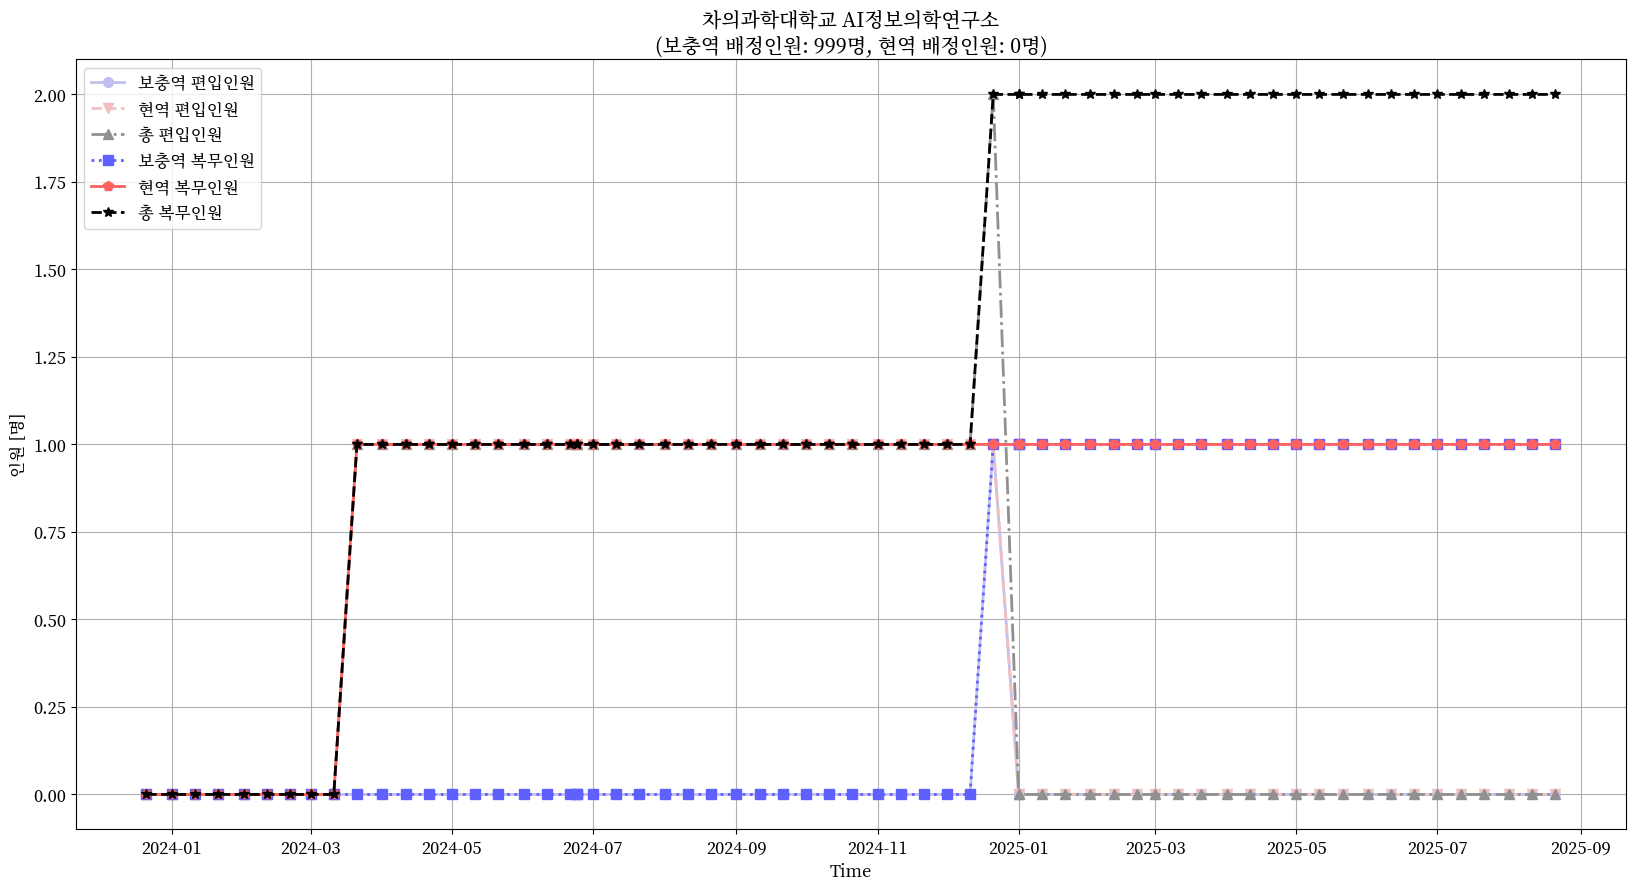 차의과학대학교 AI정보의학연구소
(보충역 배정인원: 999명, 현역 배정인원: 0명)
보충역 편입인원
현역 편입인원
총 편입인원
보충역 복무인원
현역 복무인원
총 복무인원
2.00
1.75
1.50
1.25
1.00
0.75
0.50
0.25
0.00
인원 [명]
2024-01 2024-03 2024-05 2024-07 2024-09 2024-11 2025-01 2025-03 2025-05 2025-07 2025-09
Time